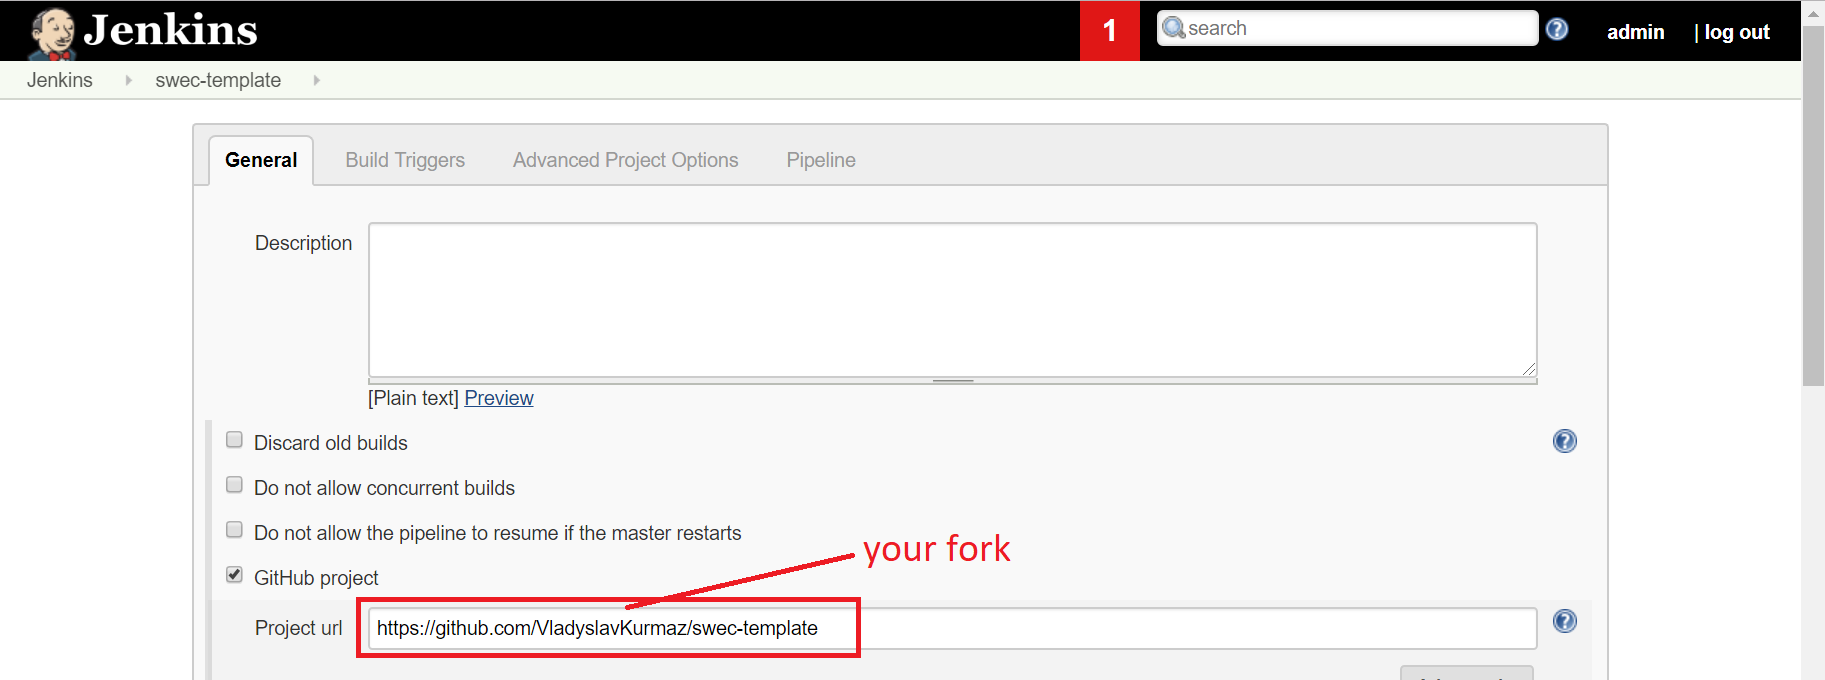 Jenkins
1
search
admin
| log out
Jenkins
swec-template
General
Build Triggers
Advanced Project Options
Pipeline
Description
[Plain text] Preview
Discard old builds
Do not allow concurrent builds
Do not allow the pipeline to resume if the master restarts
your fork
GitHub project
Project url
https://github.com/VladyslavKurmaz/swec-template